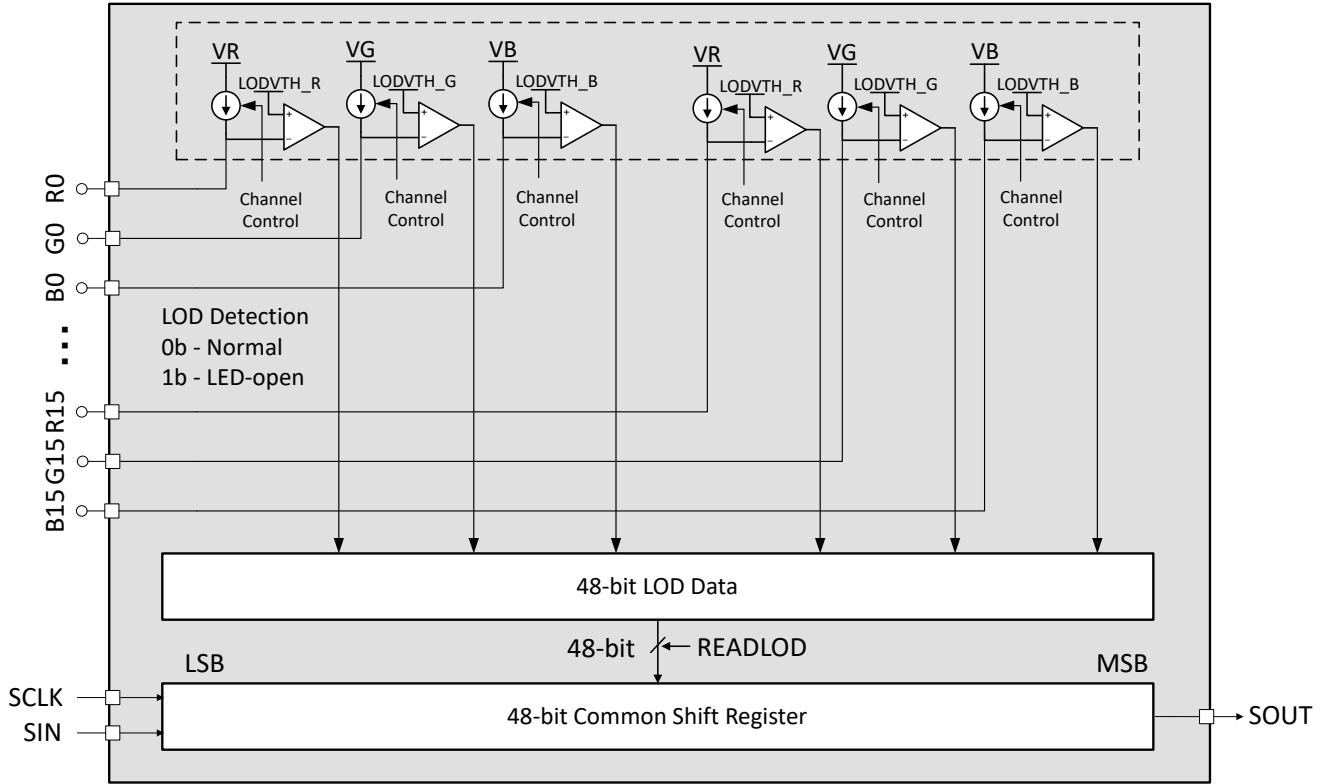 VR VG VB VR VG VB
LODVTH_R LODVTH_G LODVTH_B LODVTH_R LODVTH_G LODVTH_B
+ + + + + +
− − − − − −
Channel Control
Channel Control
Channel Control
Channel Control
Channel Control
Channel Control
R0
G0
B0
...
R15
G15
B15
LOD Detection
0b - Normal
1b - LED-open
48-bit LOD Data
48-bit READLOD
LSB MSB
SCLK
SIN
48-bit Common Shift Register
SOUT